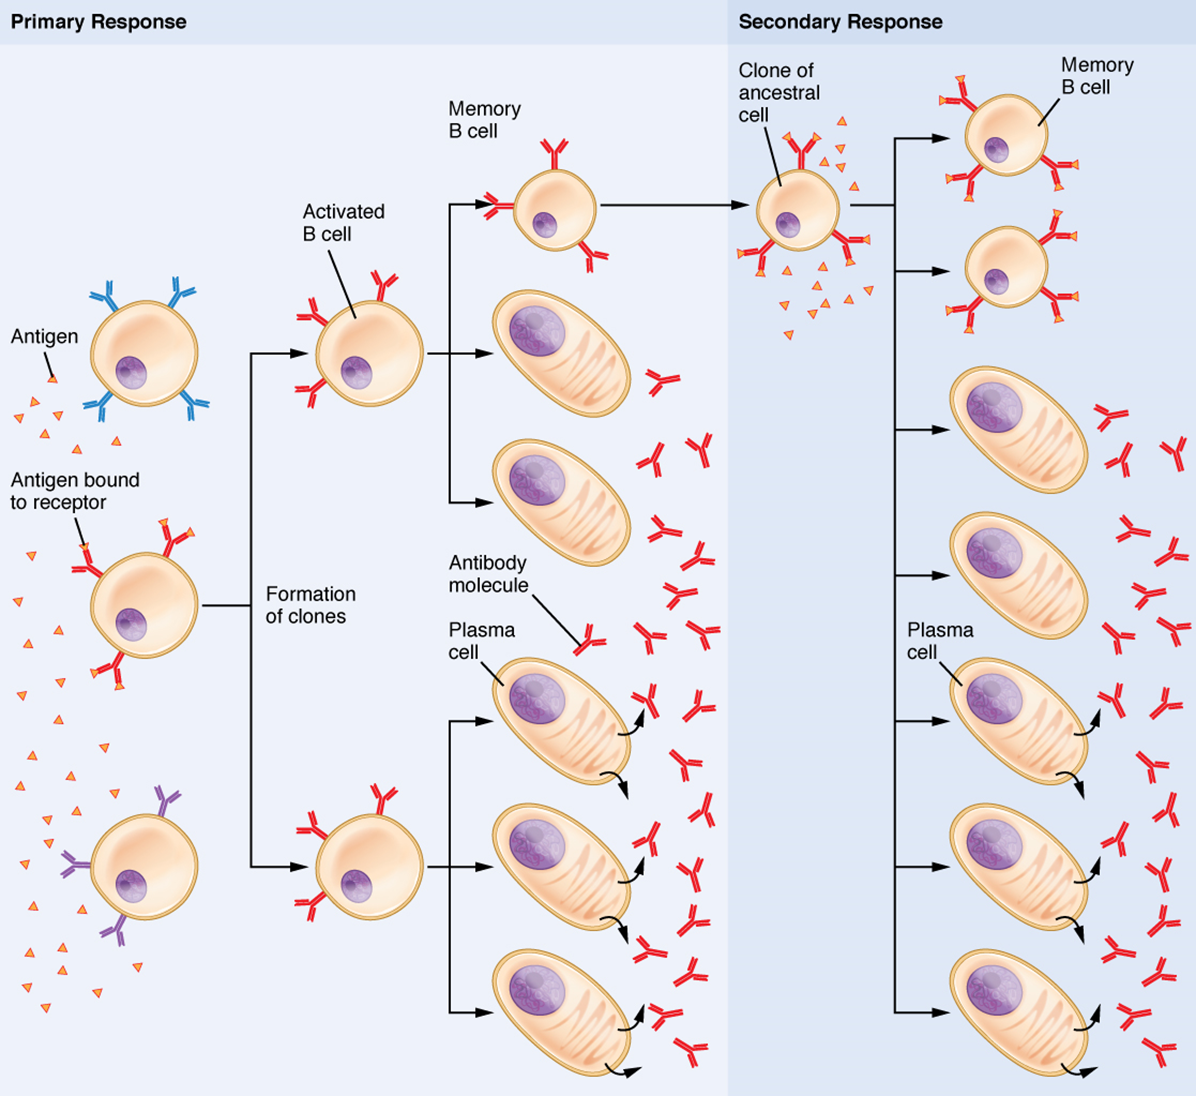 Primary Response
Secondary Response
Clone of
ancestral
cell
Memory
B cell
Memory
B cell
Activated
B cell
Antigen
Antigen bound
to receptor
Formation
of clones
Antibody
molecule
Plasma
cell
Plasma
cell